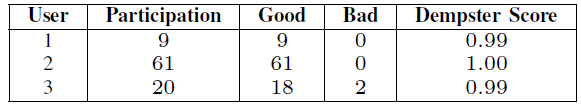 User Participation Good Bad Dempster Score
1 9 9 0 0.99
2 61 61 0 1.00
3 20 18 2 0.99